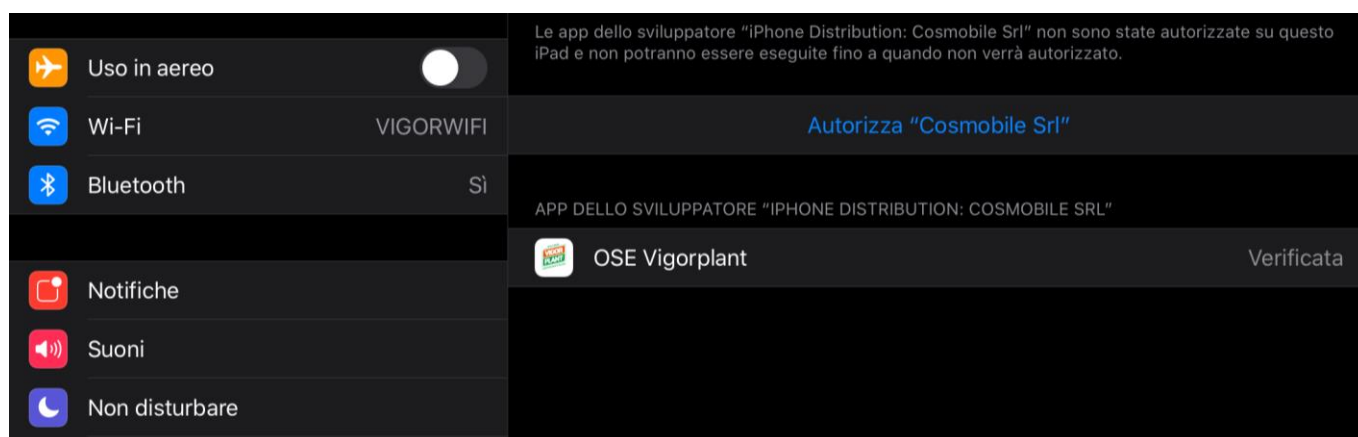 Uso in aereo
Wi-Fi VIGORWIFI
Bluetooth Sì
Notifiche
Suoni
Non disturbare
Le app dello sviluppatore “iPhone Distribution: Cosmobile Srl” non sono state autorizzate su questo
iPad e non potranno essere eseguite fino a quando non verrà autorizzato.
Autorizza “Cosmobile Srl”
APP DELLO SVILUPPATORE “IPHONE DISTRIBUTION: COSMOBILE SRL”
VIGOR
PLANT
OSE Vigorplant Verificata